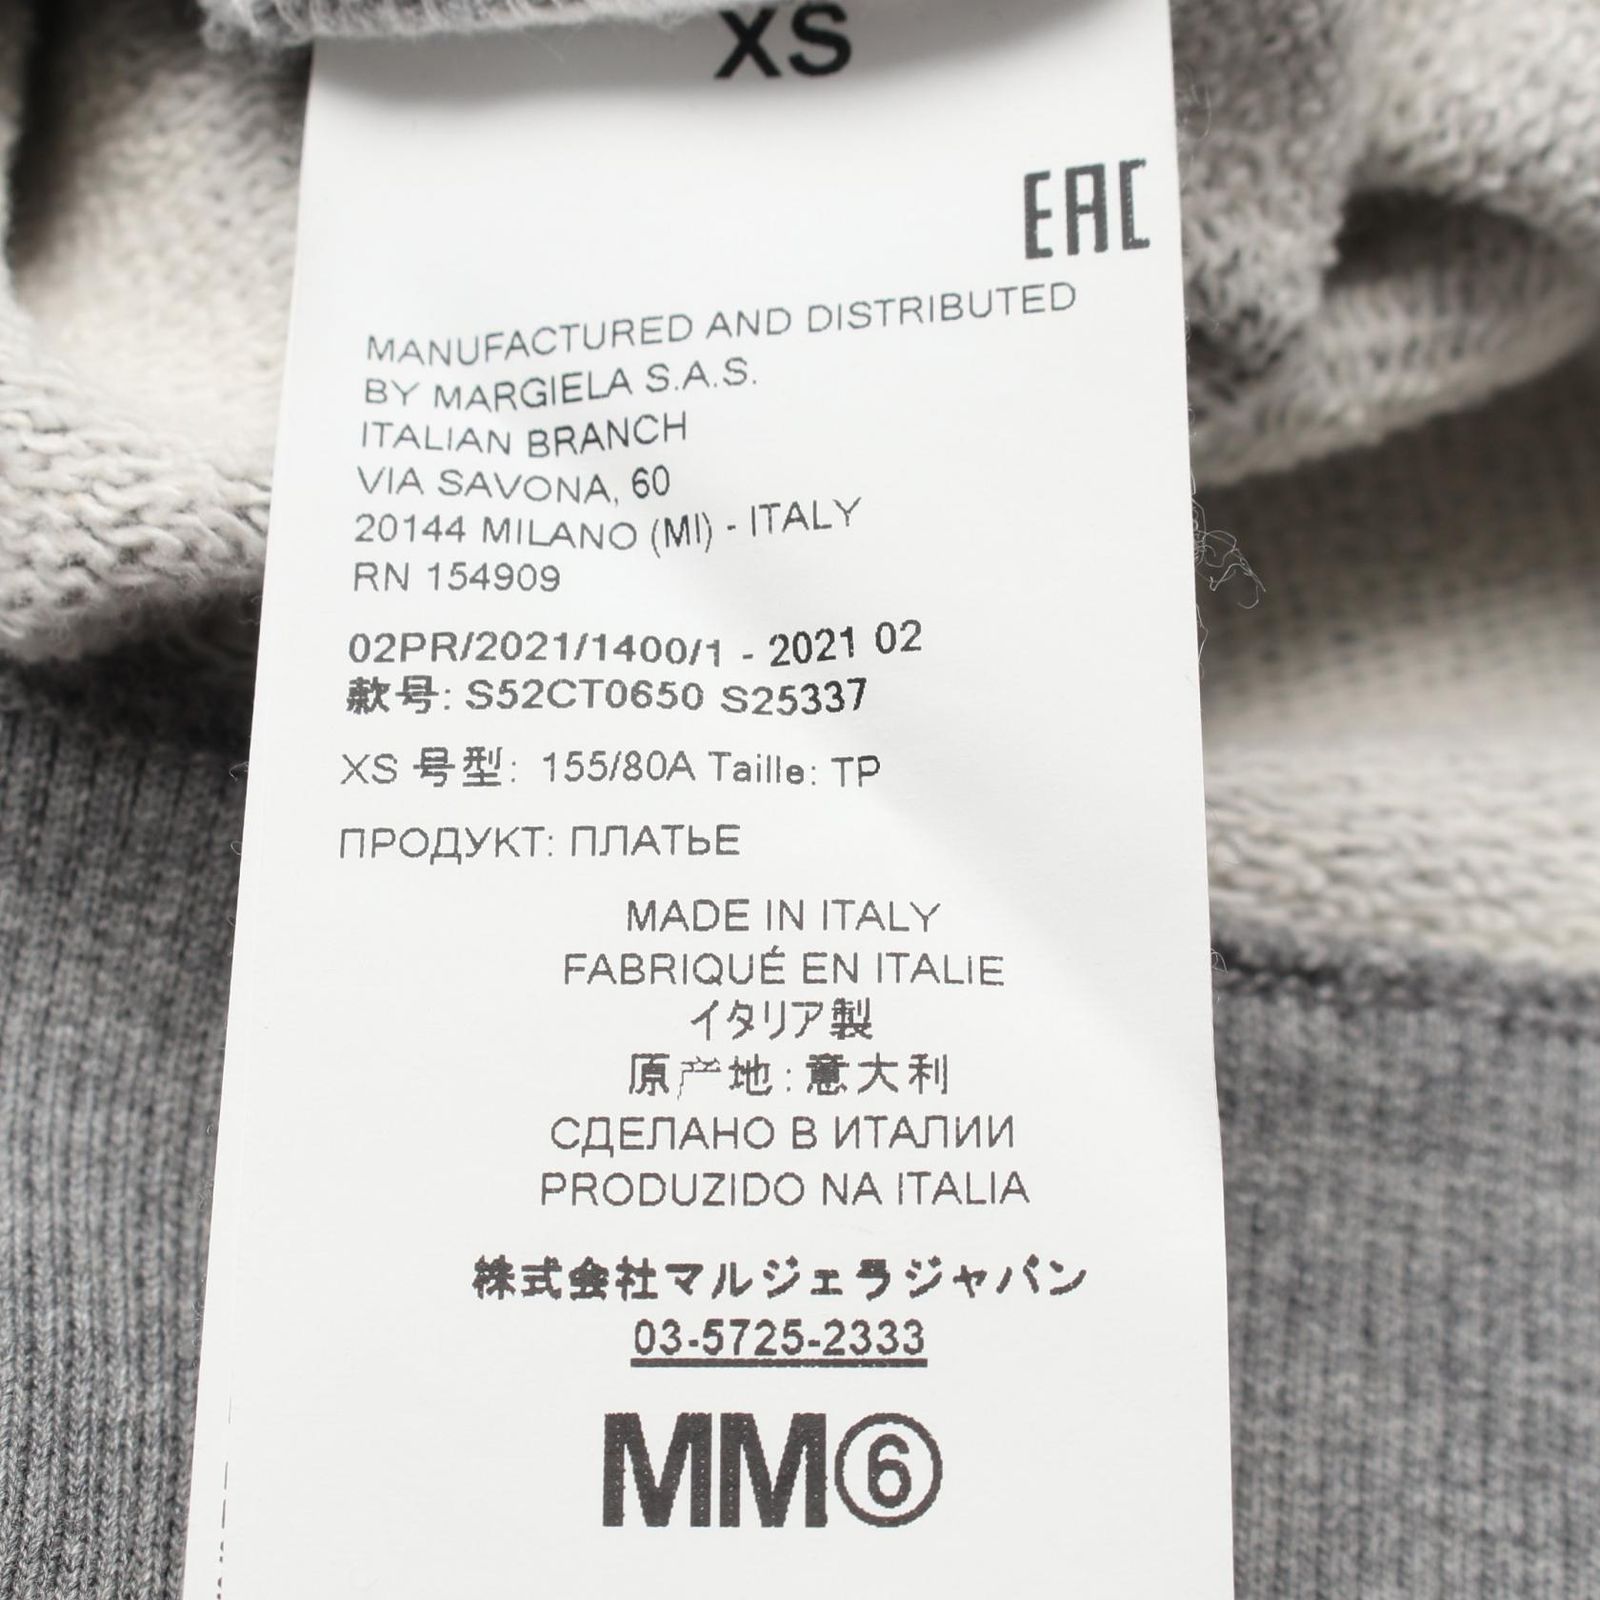 XS
EAC
MANUFACTURED AND DISTRIBUTED
BY MARGIELA S.A.S.
ITALIAN BRANCH
VIA SAVONA, 60
20144 MILANO (MI) - ITALY
RN 154909
02PR/2021/1400/1 - 2021 02
款号: S52CT0650 S25337
XS 号型: 155/80A Taille: TP
ПРОДУКТ: ПЛАТЬЕ
MADE IN ITALY
FABRIQUÉ EN ITALIE
イタリア製
原产地: 意大利
СДЕЛАНО В ИТАЛИИ
PRODUZIDO NA ITALIA
株式会社マルジェラジャパン
03-5725-2333
MM⑥